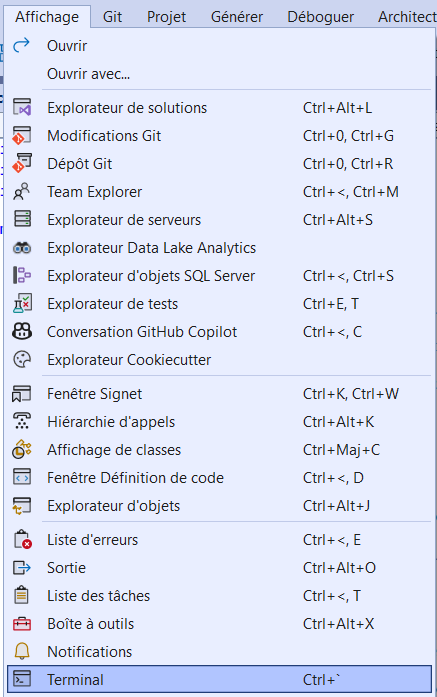 Affichage Git Projet Générer Déboguer Architect
Ouvrir
Ouvrir avec...
Explorateur de solutions Ctrl+Alt+L
Modifications Git Ctrl+0, Ctrl+G
Dépôt Git Ctrl+0, Ctrl+R
Team Explorer Ctrl+<, Ctrl+M
Explorateur de serveurs Ctrl+Alt+S
Explorateur Data Lake Analytics
Explorateur d'objets SQL Server Ctrl+<, Ctrl+S
Explorateur de tests Ctrl+E, T
Conversation GitHub Copilot Ctrl+<, C
Explorateur Cookiecutter
Fenêtre Signet Ctrl+K, Ctrl+W
Hiérarchie d'appels Ctrl+Alt+K
Affichage de classes Ctrl+Maj+C
Fenêtre Définition de code Ctrl+<, D
Explorateur d'objets Ctrl+Alt+J
Liste d'erreurs Ctrl+<, E
Sortie Ctrl+Alt+O
Liste des tâches Ctrl+<, T
Boîte à outils Ctrl+Alt+X
Notifications
Terminal Ctrl+`